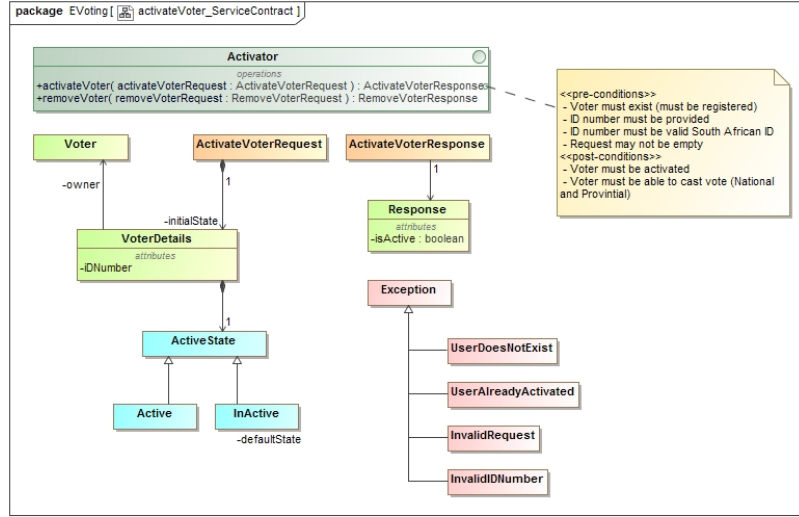 package EVoting [ activateVoter_ServiceContract ]
Activator
operations
+activateVoter( activateVoterRequest : ActivateVoterRequest ) : ActivateVoterResponse
+removeVoter( removeVoterRequest : RemoveVoterRequest ) : RemoveVoterResponse
<<pre-conditions>>
- Voter must exist (must be registered)
- ID number must be provided
- ID number must be valid South African ID
- Request may not be empty
<<post-conditions>>
- Voter must be activated
- Voter must be able to cast vote (National
and Provintial)
Voter
ActivateVoterRequest
ActivateVoterResponse
1
1
-owner
-initialState
Response
attributes
-isActive : boolean
VoterDetails
attributes
-iDNumber
Exception
1
ActiveState
UserDoesNotExist
UserAlreadyActivated
Active
InActive
-defaultState
InvalidRequest
InvalidIDNumber